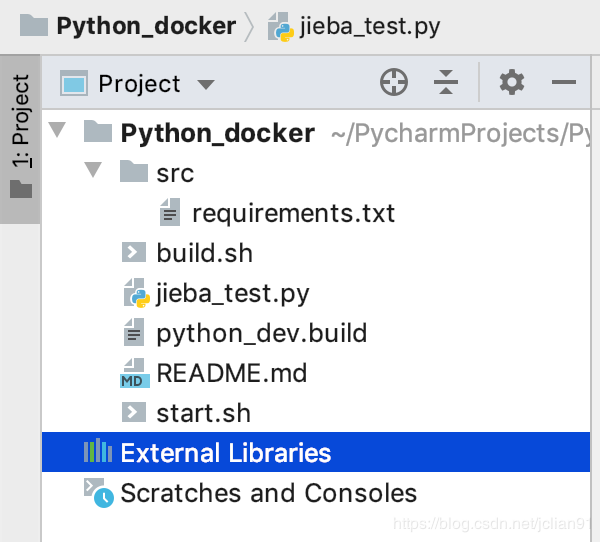 Python_docker jieba_test.py
1: Project
Project
Python_docker ~/PycharmProjects/Py
src
requirements.txt
build.sh
jieba_test.py
python_dev.build
MD README.md
start.sh
External Libraries
Scratches and Consoles
https://blog.csdn.net/jclian91